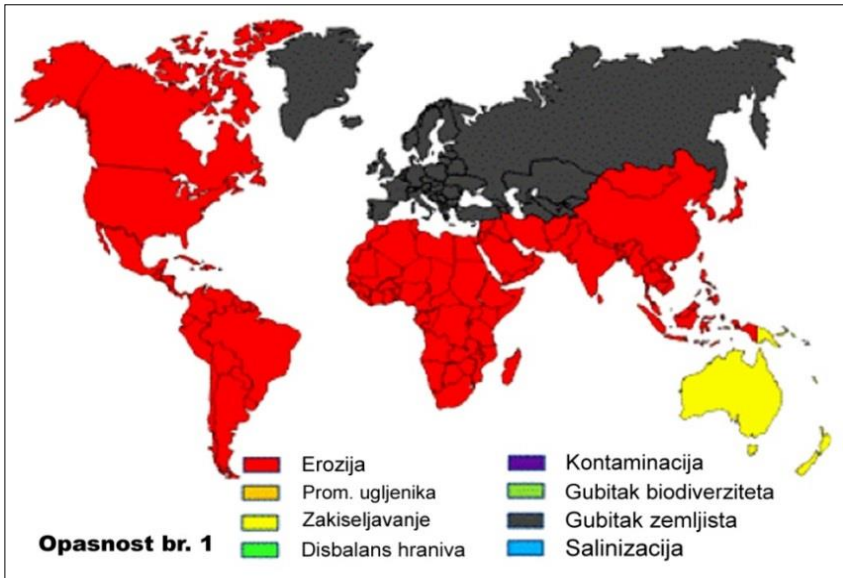 Erozija
Prom. ugljenika
Zakiseljavanje
Disbalans hraniva
Kontaminacija
Gubitak biodiverziteta
Gubitak zemljista
Salinizacija
Opasnost br. 1